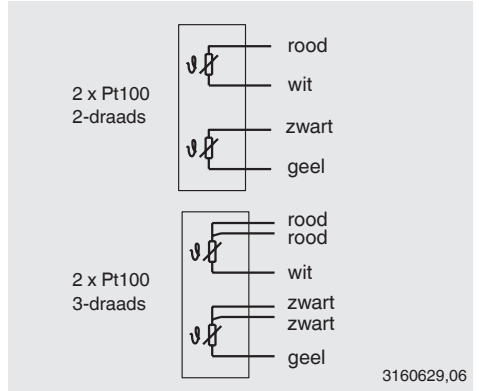 2 x Pt100
2-draads
rood
wit
zwart
geel
2 x Pt100
3-draads
rood
rood
wit
zwart
zwart
geel
3160629,06